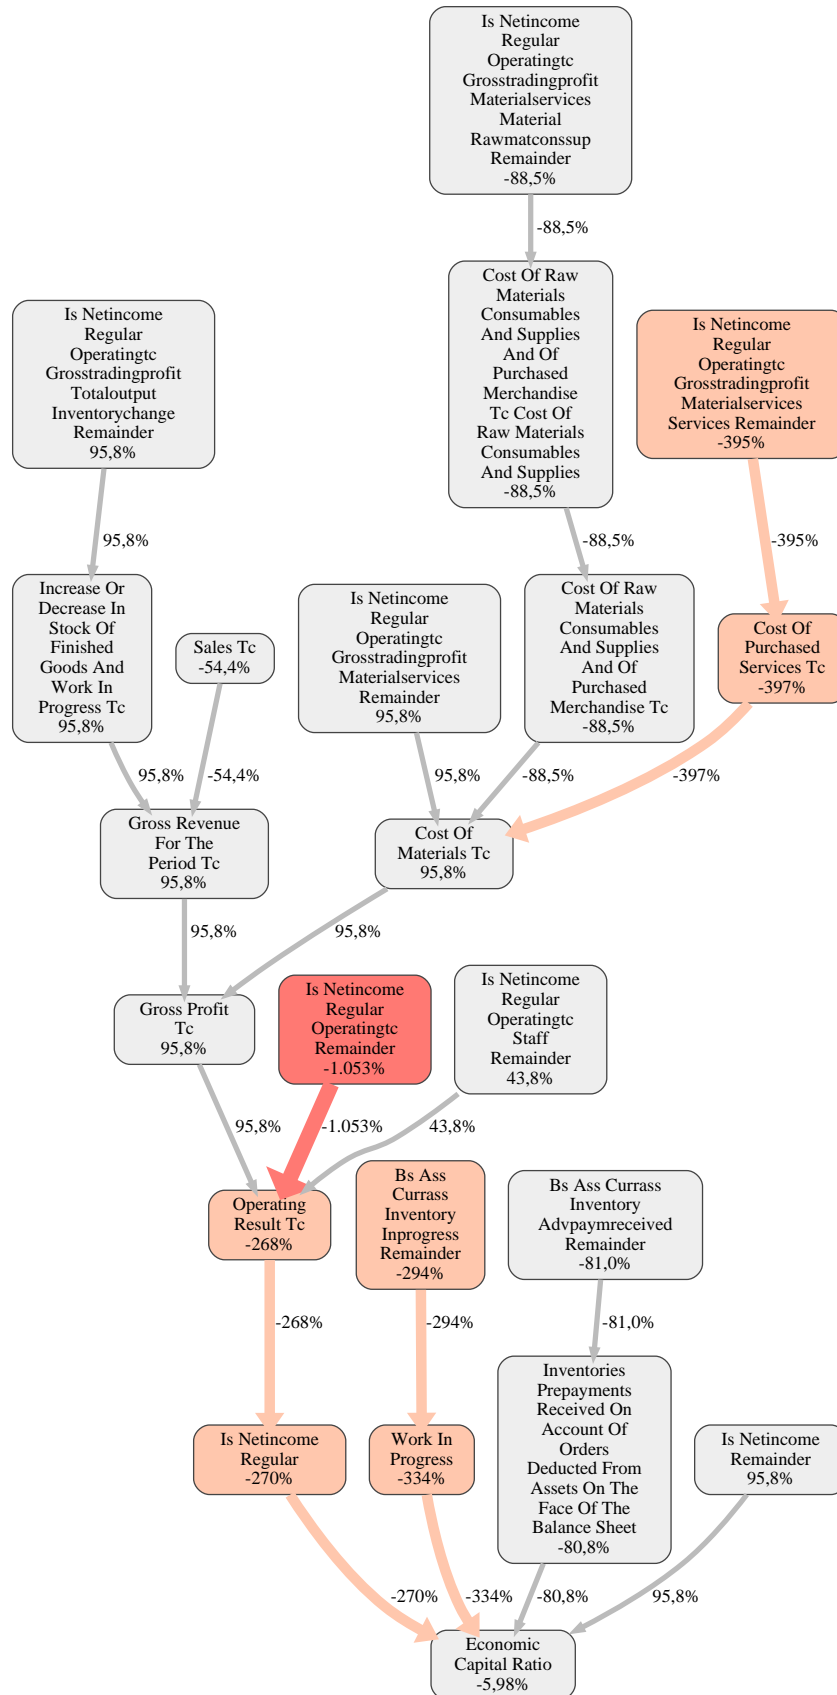 Is Netincome
Regular
Operatingtc
Grosstradingprofit
Materialservices
Material
Rawmatconssup
Remainder
-88,5%
-88,5%
Cost Of Raw
Materials
Consumables
And Supplies
And Of
Purchased
Merchandise
Tc Cost Of
Raw Materials
Consumables
And Supplies
-88,5%
Is Netincome
Regular
Operatingtc
Grosstradingprofit
Totaloutput
Inventorychange
Remainder
95,8%
Is Netincome
Regular
Operatingtc
Grosstradingprofit
Materialservices
Services Remainder
-395%
95,8%
-88,5%
-395%
Increase Or
Decrease In
Stock Of
Finished
Goods And
Work In
Progress Tc
95,8%
Sales Tc
-54,4%
Is Netincome
Regular
Operatingtc
Grosstradingprofit
Materialservices
Remainder
95,8%
Cost Of Raw
Materials
Consumables
And Supplies
And Of
Purchased
Merchandise Tc
-88,5%
Cost Of
Purchased
Services Tc
-397%
95,8%
-54,4%
95,8%
-88,5%
-397%
Gross Revenue
For The
Period Tc
95,8%
Cost Of
Materials Tc
95,8%
95,8%
95,8%
Gross Profit
Tc
95,8%
Is Netincome
Regular
Operatingtc
Remainder
-1.053%
Is Netincome
Regular
Operatingtc
Staff
Remainder
43,8%
95,8%
-1.053%
43,8%
Operating
Result Tc
-268%
Bs Ass
Currass
Inventory
Inprogress
Remainder
-294%
Bs Ass Currass
Inventory
Advpaymreceived
Remainder
-81,0%
-268%
-294%
-81,0%
Is Netincome
Regular
-270%
Work In
Progress
-334%
Inventories
Prepayments
Received On
Account Of
Orders
Deducted From
Assets On The
Face Of The
Balance Sheet
-80,8%
Is Netincome
Remainder
95,8%
-270%
-334%
-80,8%
95,8%
Economic
Capital Ratio
-5,98%